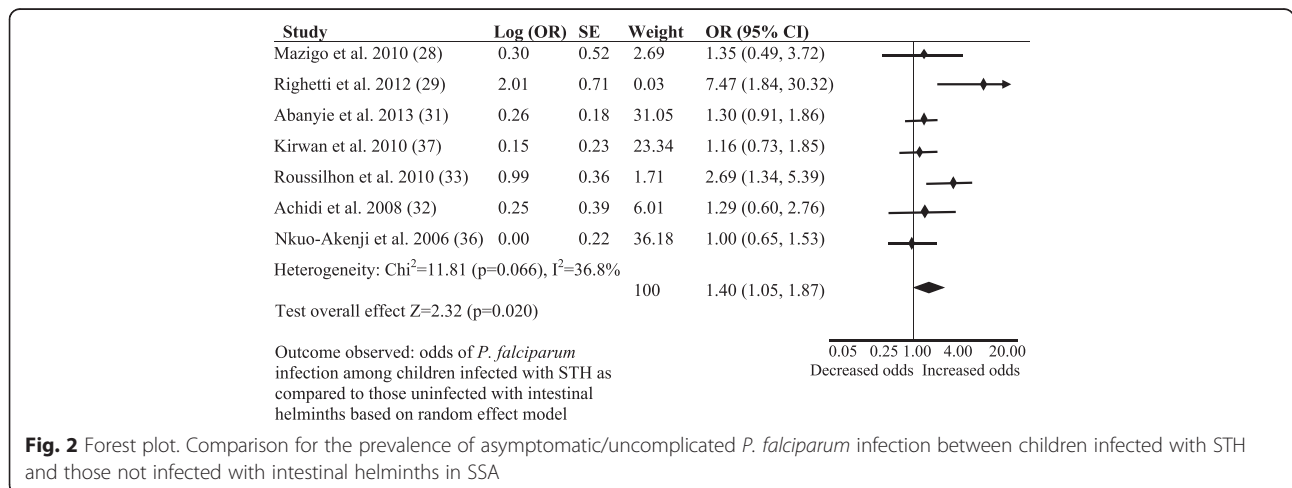 Study Log (OR) SE Weight OR (95% CI)
Mazigo et al. 2010 (28) 0.30 0.52 2.69 1.35 (0.49, 3.72)
Righetti et al. 2012 (29) 2.01 0.71 0.03 7.47 (1.84, 30.32)
Abanyie et al. 2013 (31) 0.26 0.18 31.05 1.30 (0.91, 1.86)
Kirwan et al. 2010 (37) 0.15 0.23 23.34 1.16 (0.73, 1.85)
Roussilhon et al. 2010 (33) 0.99 0.36 1.71 2.69 (1.34, 5.39)
Achidi et al. 2008 (32) 0.25 0.39 6.01 1.29 (0.60, 2.76)
Nkuo-Akenji et al. 2006 (36) 0.00 0.22 36.18 1.00 (0.65, 1.53)
Heterogeneity: Chi²=11.81 (p=0.066), I²=36.8%
100 1.40 (1.05, 1.87)
Test overall effect Z=2.32 (p=0.020)
0.05 0.25 1.00 4.00 20.00
Decreased odds Increased odds
Outcome observed: odds of P. falciparum
infection among children infected with STH as
compared to those uninfected with intestinal
helminths based on random effect model
Fig. 2 Forest plot. Comparison for the prevalence of asymptomatic/uncomplicated P. falciparum infection between children infected with STH
and those not infected with intestinal helminths in SSA